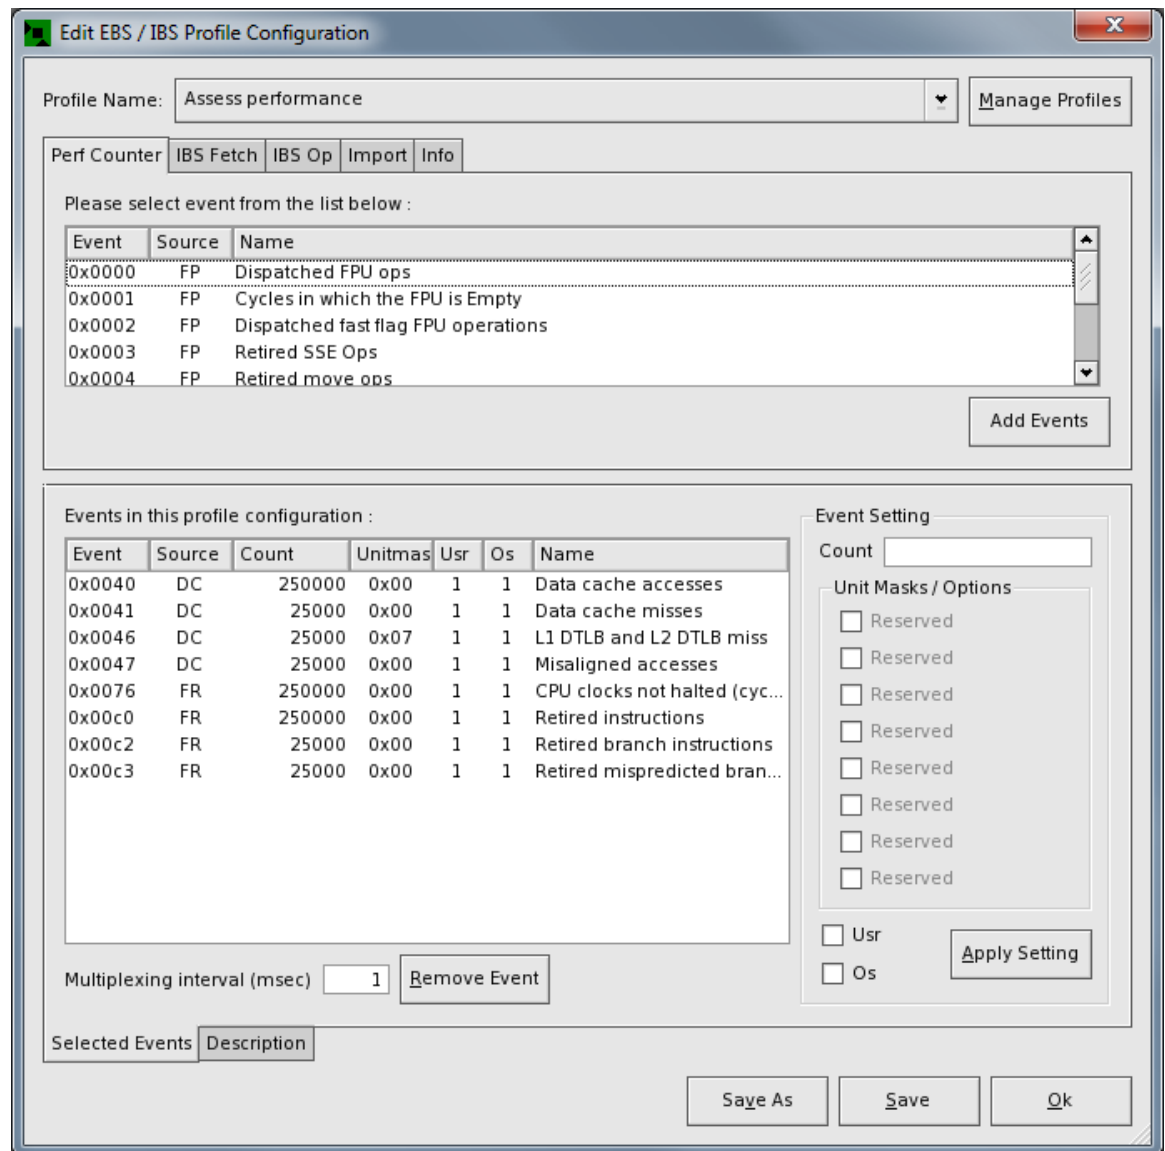 Edit EBS / IBS Profile Configuration
Profile Name: Assess performance Manage Profiles
Perf Counter IBS Fetch IBS Op Import Info
Please select event from the list below :
Event Source Name
0x0000 FP Dispatched FPU ops
0x0001 FP Cycles in which the FPU is Empty
0x0002 FP Dispatched fast flag FPU operations
0x0003 FP Retired SSE Ops
0x0004 FP Retired move ops
Add Events
Events in this profile configuration :
Event Source Count Unitmas Usr Os Name
0x0040 DC 250000 0x00 1 1 Data cache accesses
0x0041 DC 25000 0x00 1 1 Data cache misses
0x0046 DC 25000 0x07 1 1 L1 DTLB and L2 DTLB miss
0x0047 DC 25000 0x00 1 1 Misaligned accesses
0x0076 FR 250000 0x00 1 1 CPU clocks not halted (cyc...
0x00c0 FR 250000 0x00 1 1 Retired instructions
0x00c2 FR 25000 0x00 1 1 Retired branch instructions
0x00c3 FR 25000 0x00 1 1 Retired mispredicted bran...
Multiplexing interval (msec) 1 Remove Event
Event Setting
Count
Unit Masks / Options
Reserved
Reserved
Reserved
Reserved
Reserved
Reserved
Reserved
Reserved
Usr
Os
Apply Setting
Selected Events Description
Save As Save Ok